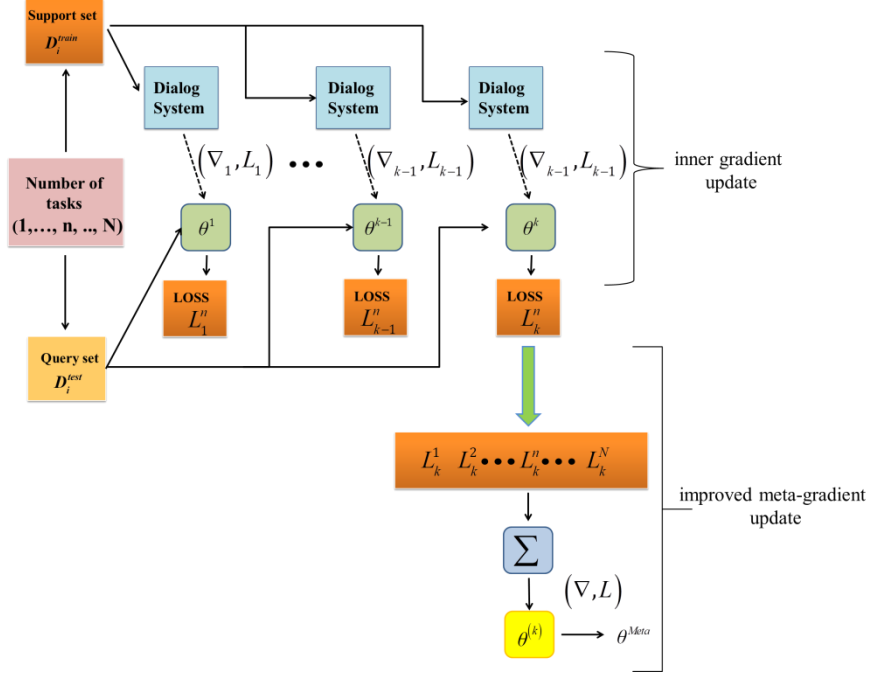 Support set
D_i^{train}
Dialog
System
Dialog
System
Dialog
System
(∇_1, L_1)
•••
(∇_{k-1}, L_{k-1})
(∇_{k-1}, L_{k-1})
inner gradient
update
Number of
tasks
(1,…, n, .., N)
θ^1
θ^{k-1}
θ^k
LOSS
L_1^n
LOSS
L_{k-1}^n
LOSS
L_k^n
Query set
D_i^{test}
L_k^1 L_k^2 ••• L_k^n ••• L_k^N
improved meta-gradient
update
∑
(∇, L)
θ^{(k)}
θ^{Meta}